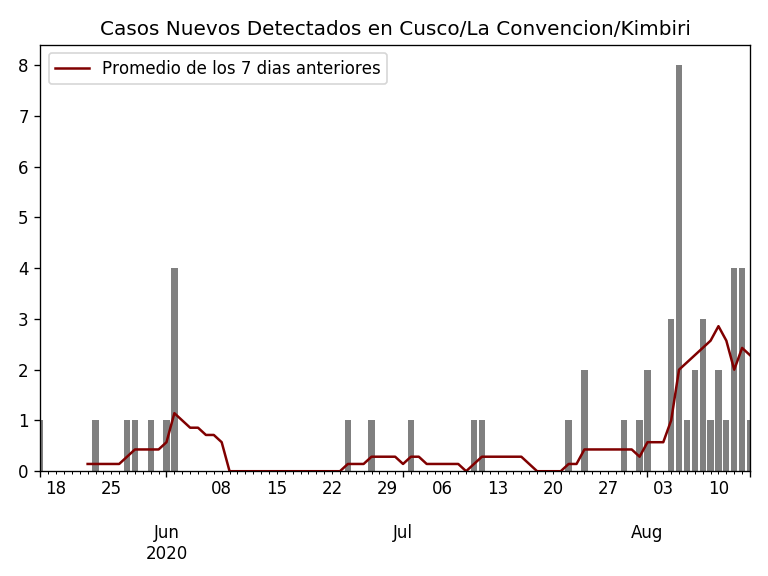 Casos Nuevos Detectados en Cusco/La Convencion/Kimbiri
Promedio de los 7 dias anteriores
8
7
6
5
4
3
2
1
0
18 25 08 15 22 29 06 13 20 27 03 10
Jun Jul Aug
2020